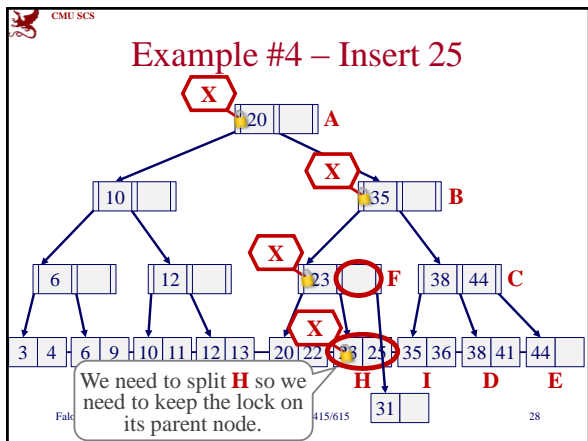 CMU SCS
Example #4 – Insert 25
X
20 A
X
10 35 B
X
6 12 23 F 38 44 C
X
3 4 6 9 10 11 12 13 20 22 25 35 36 38 41 44
H I D E
We need to split H so we
need to keep the lock on
its parent node.
31
415/615 28